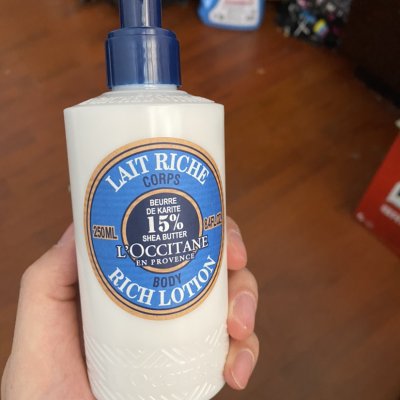 LAIT RICHE
CORPS
BEURRE
DE KARITE
15%
SHEA BUTTER
250ML
8.4FL.OZ
L'OCCITANE
EN PROVENCE
BODY
RICH LOTION